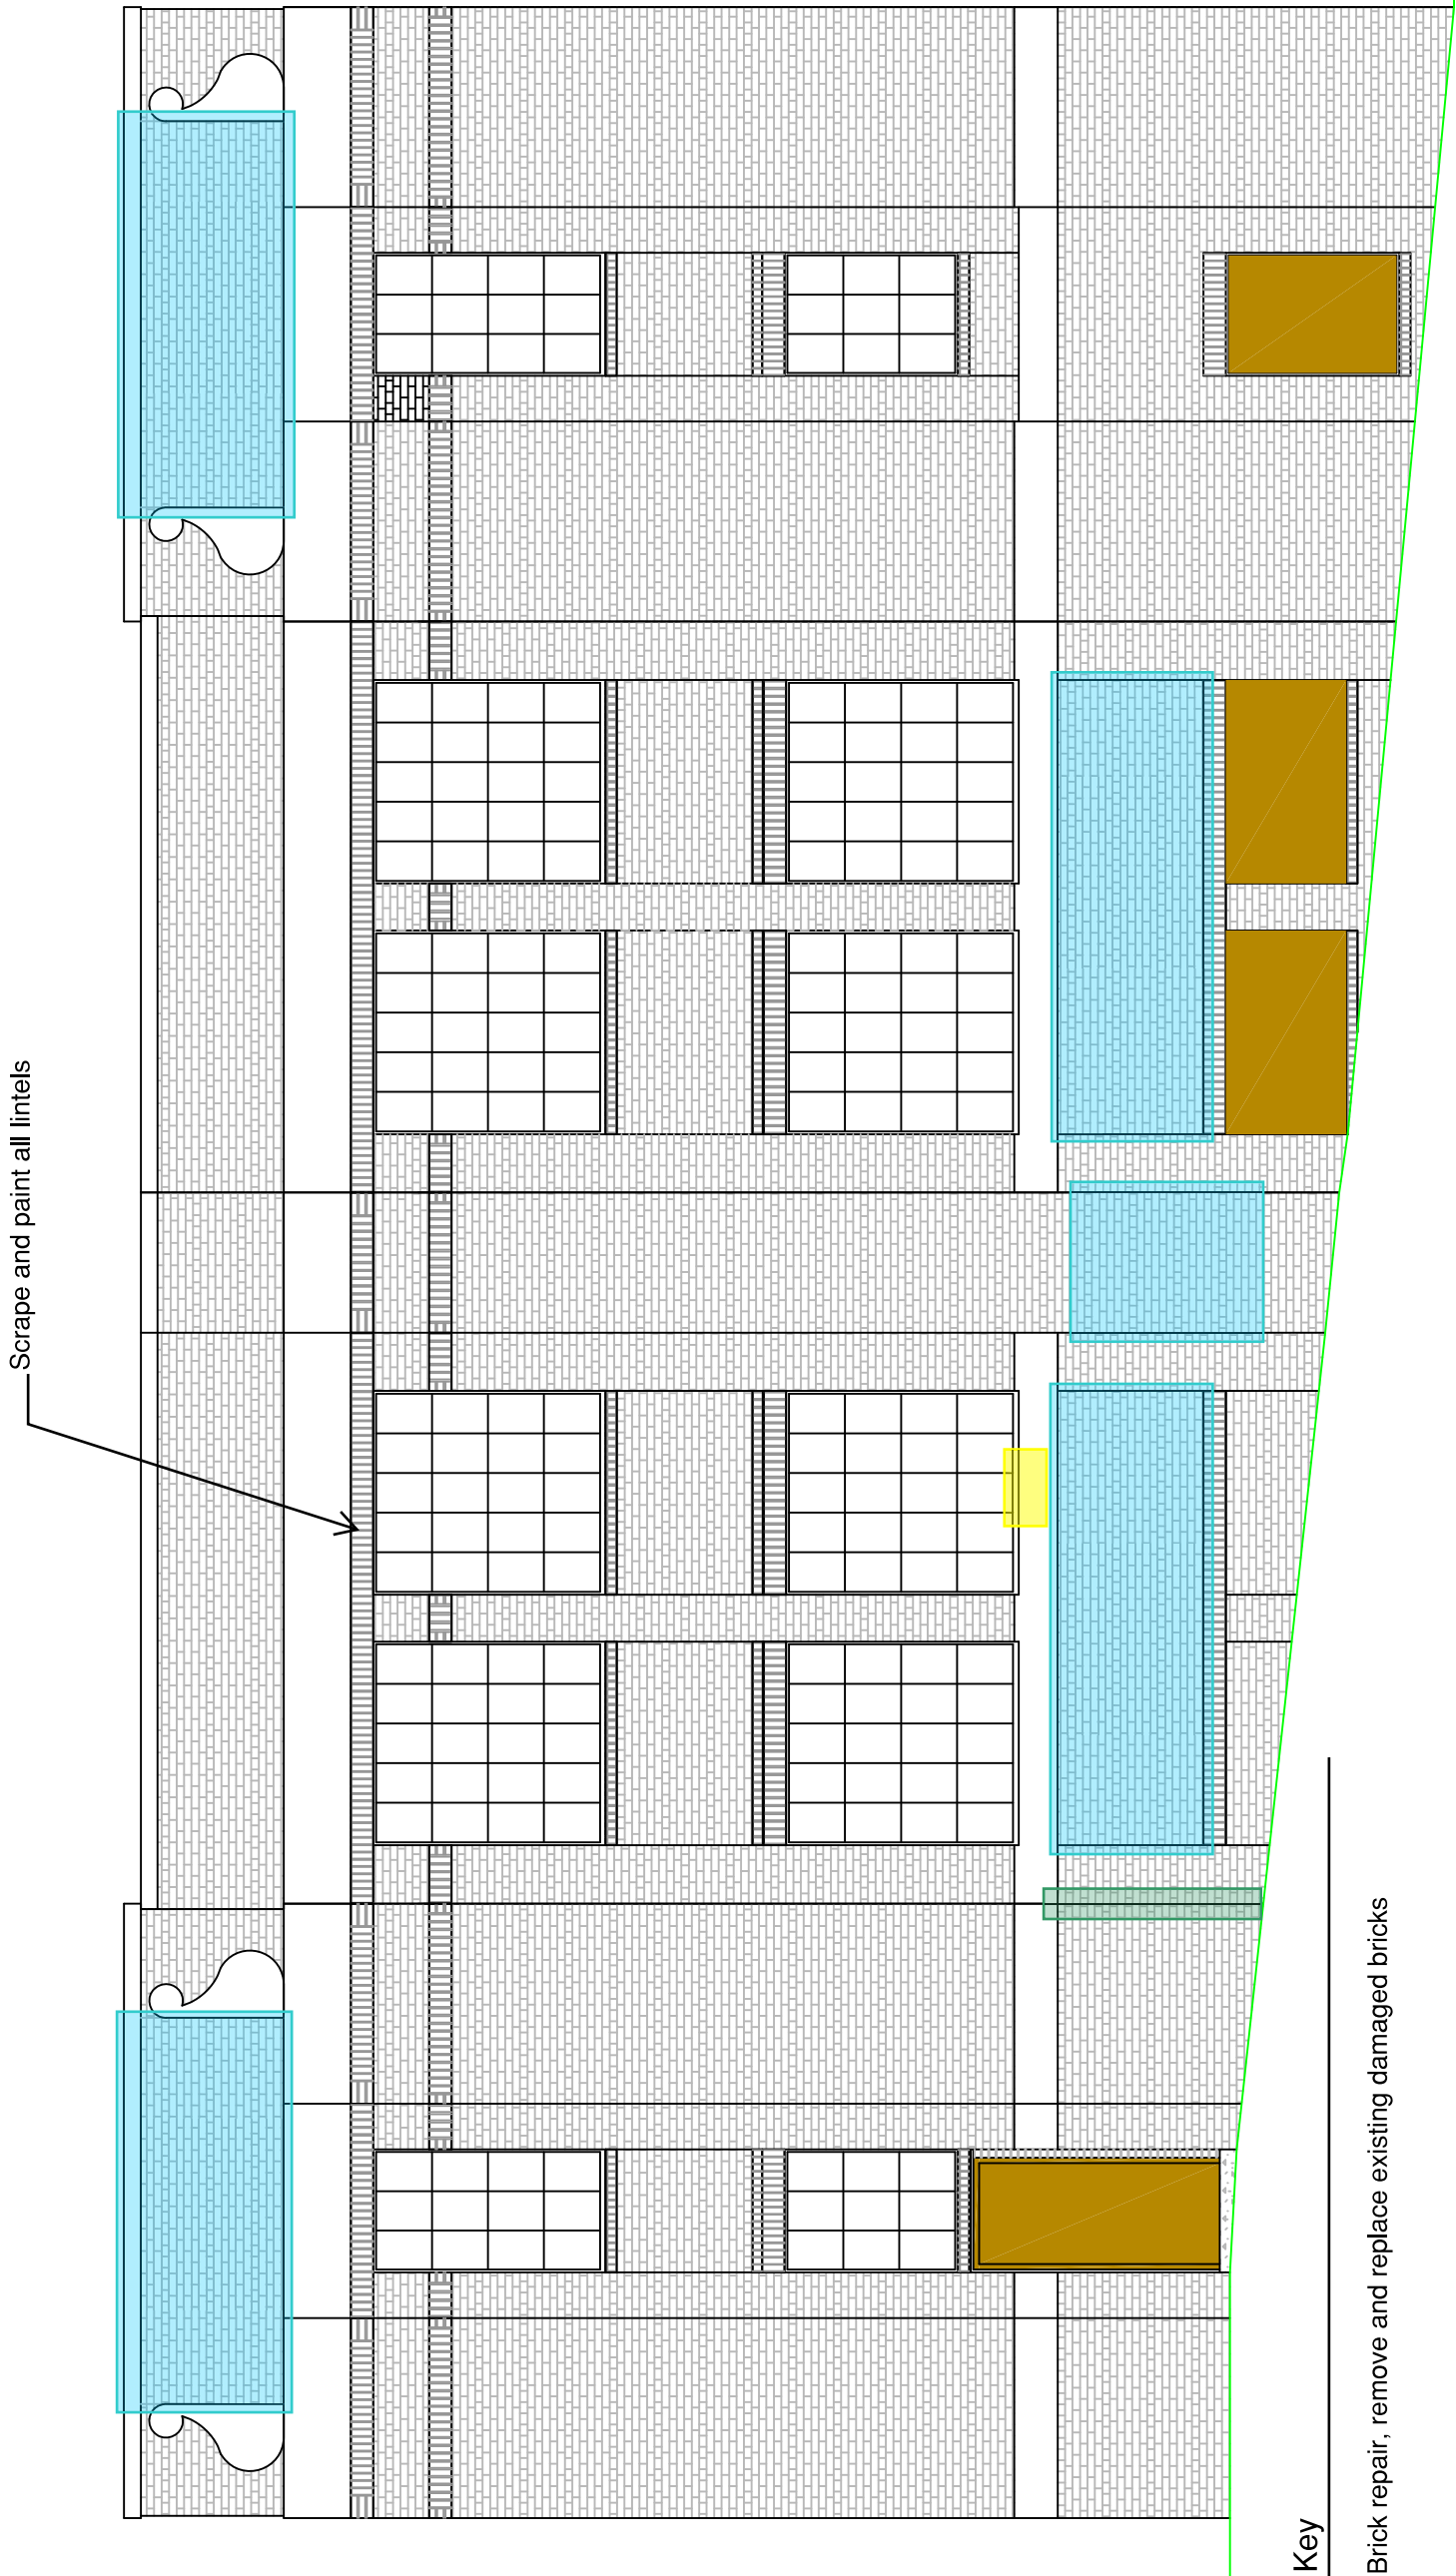 Scrape and paint all lintels
Key
Brick repair, remove and replace existing damaged bricks